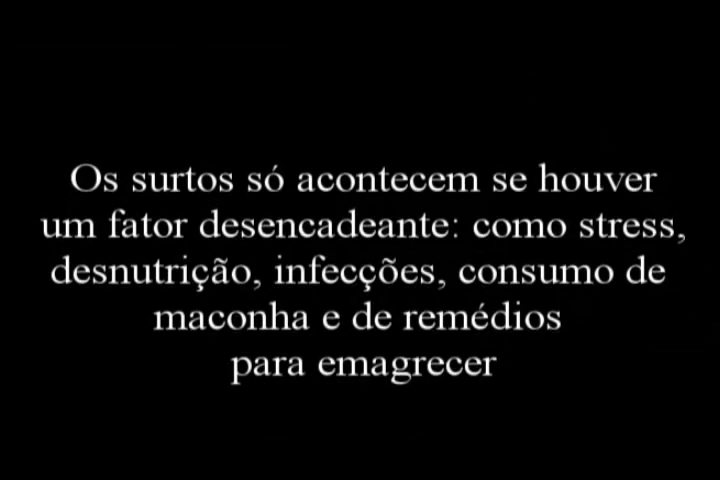 Os surtos só acontecem se houver
um fator desencadeante: como stress,
desnutrição, infecções, consumo de
maconha e de remédios
para emagrecer